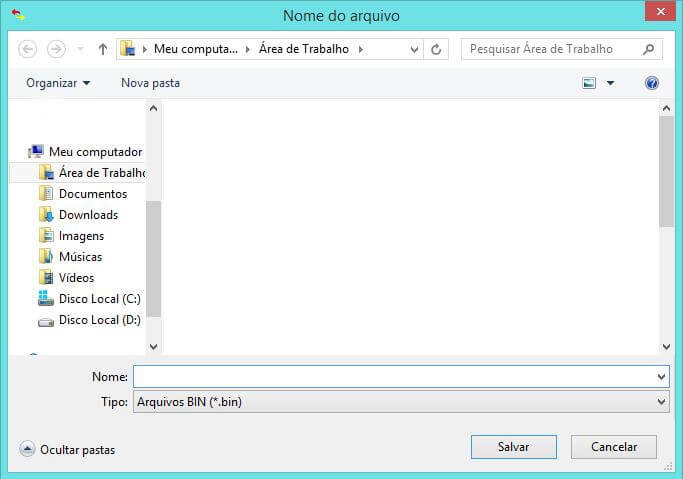 Nome do arquivo
Meu computa... Área de Trabalho Pesquisar Área de Trabalho
Organizar Nova pasta
Meu computador
Área de Trabalho
Documentos
Downloads
Imagens
Músicas
Vídeos
Disco Local (C:)
Disco Local (D:)
Nome:
Tipo: Arquivos BIN (*.bin)
Ocultar pastas Salvar Cancelar